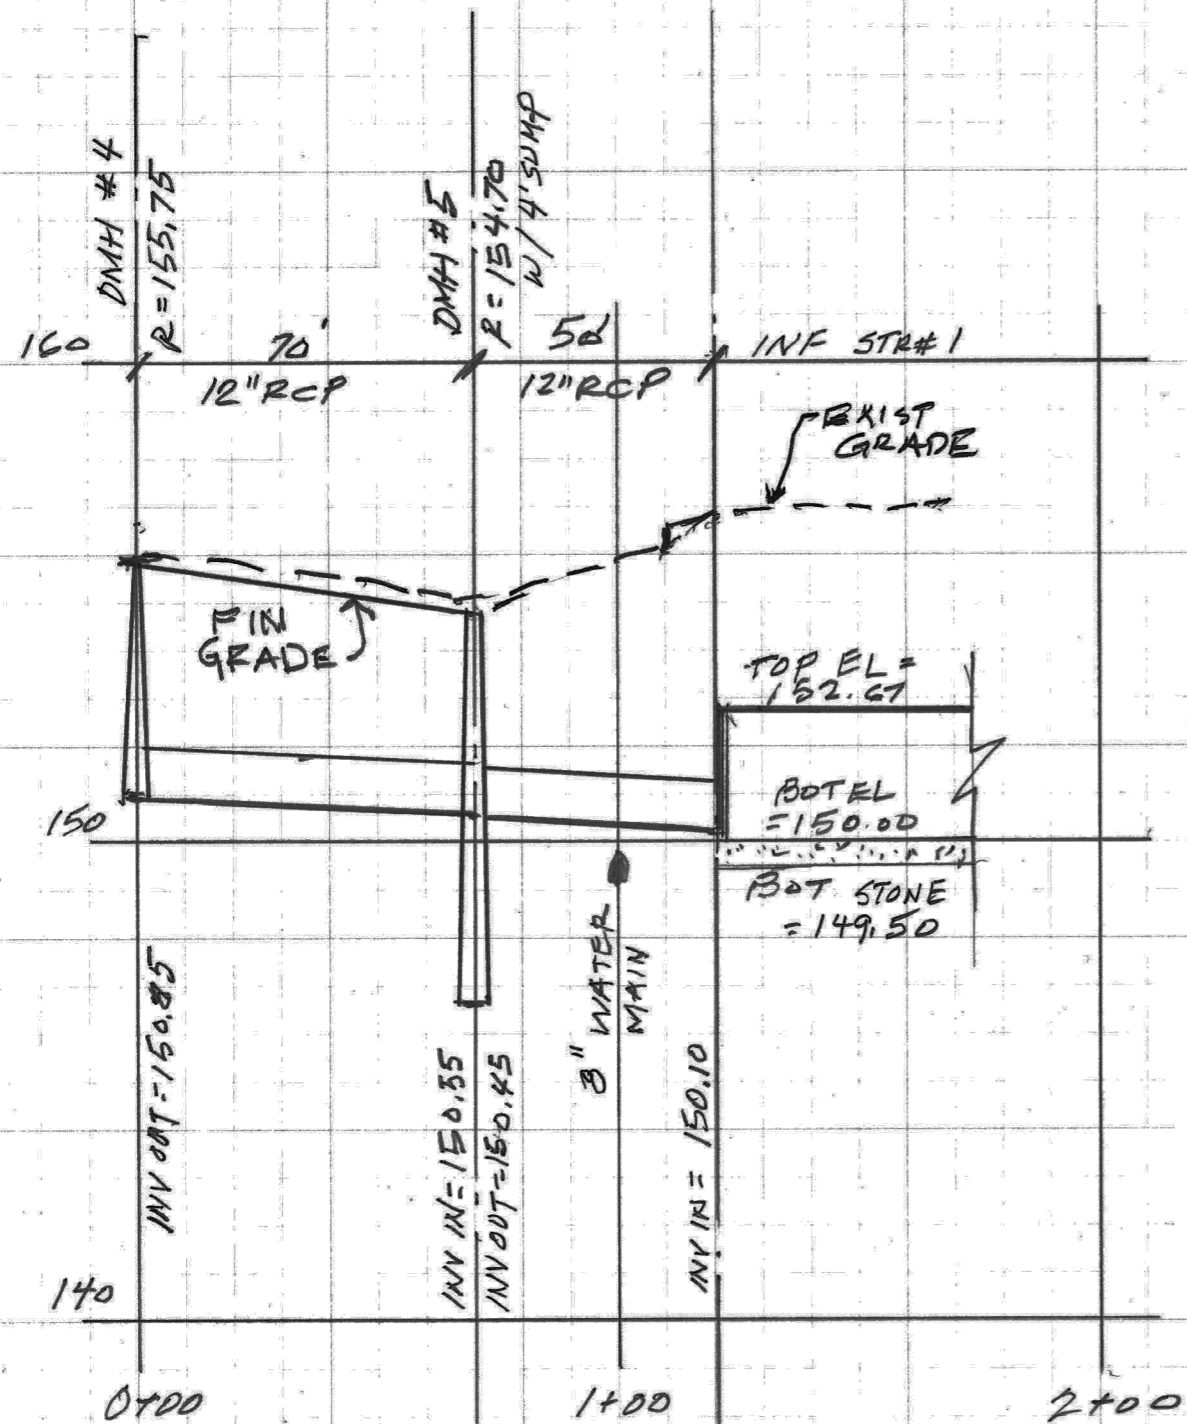 DMH #4
R=155.75
DMH #5
R=154.70
W/ 4' SUMP
160
70'
50'
INF STR#1
12"RCP
12"RCP
EXIST
GRADE
FIN
GRADE
TOP EL =
152.67
150
BOT EL
=150.00
BOT STONE
= 149.50
INV OUT=150.85
INV IN=150.55
INV OUT=150.45
WATER
MAIN
INV IN= 150.10
140
0+00
1+00
2+00